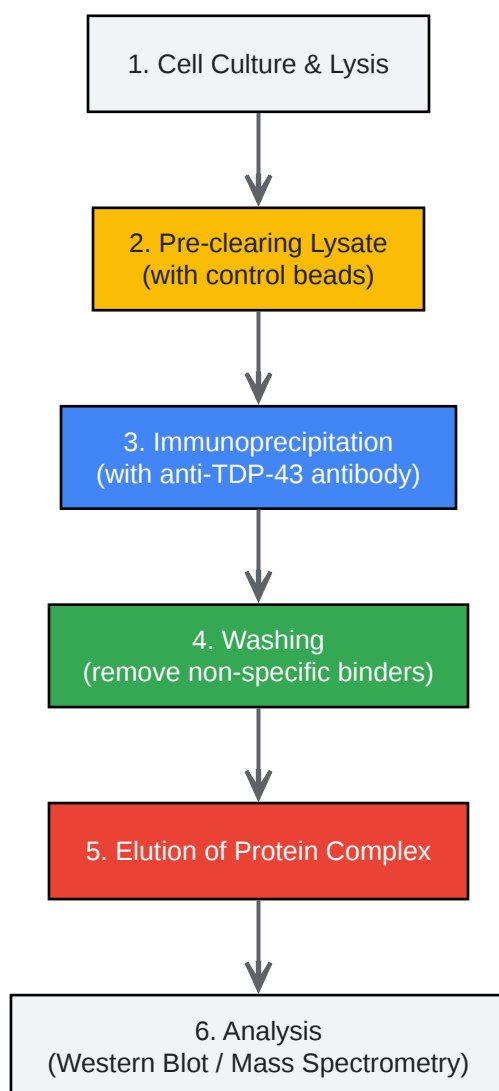 1. Cell Culture & Lysis
2. Pre-clearing Lysate
(with control beads)
3. Immunoprecipitation
(with anti-TDP-43 antibody)
4. Washing
(remove non-specific binders)
5. Elution of Protein Complex
6. Analysis
(Western Blot / Mass Spectrometry)